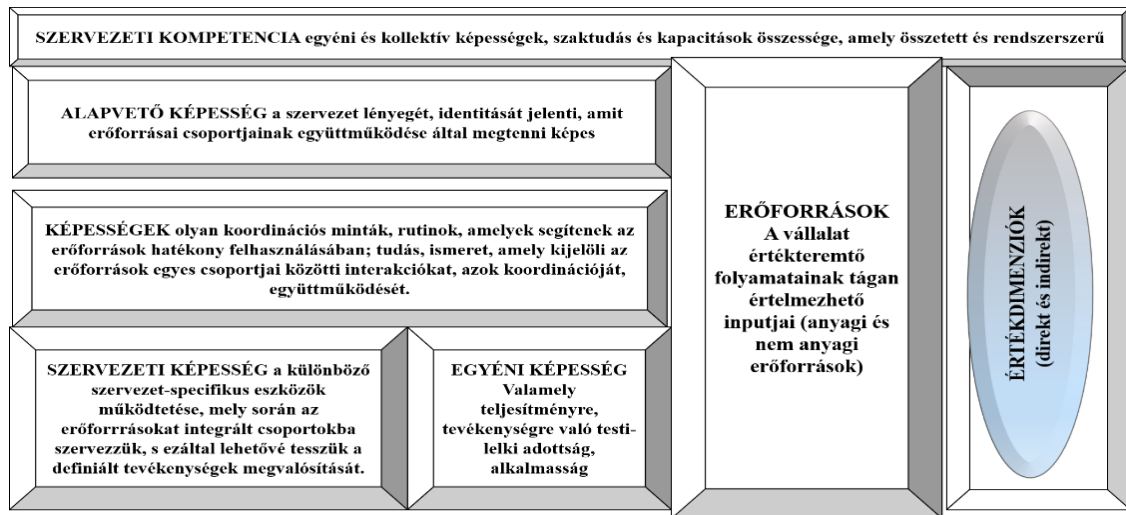 SZERVEZETI KOMPETENCIA egyéni és kollektív képességek, szaktudás és kapacitások összessége, amely összetett és rendszerszerű
ALAPVETŐ KÉPESSÉG a szervezet lényegét, identitását jelenti, amit
erőforrásai csoportjainak együttműködése által megtenni képes
KÉPESSÉGEK olyan koordinációs minták, rutinok, amelyek segítenek az
erőforrások hatékony felhasználásában; tudás, ismeret, amely kijelöli az
erőforrások egyes csoportjai közötti interakciókat, azok koordinációját,
együttműködését.
SZERVEZETI KÉPESSÉG a különböző
szervezet-specifikus eszközök
működtetése, mely során az
erőforrrásokat integrált csoportokba
szervezzük, s ezáltal lehetővé tesszük a
definiált tevékenységek megvalósítását.
EGYÉNI KÉPESSÉG
Valamely
teljesítményre,
tevékenységre való testi-
lelki adottság,
alkalmasság
ERŐFORRÁSOK
A vállalat
értékteremtő
folyamatainak tágan
értelmezhető
inputjai (anyagi és
nem anyagi
erőforrások)
ÉRTÉKDIMENZIÓK
(direkt és indirekt)